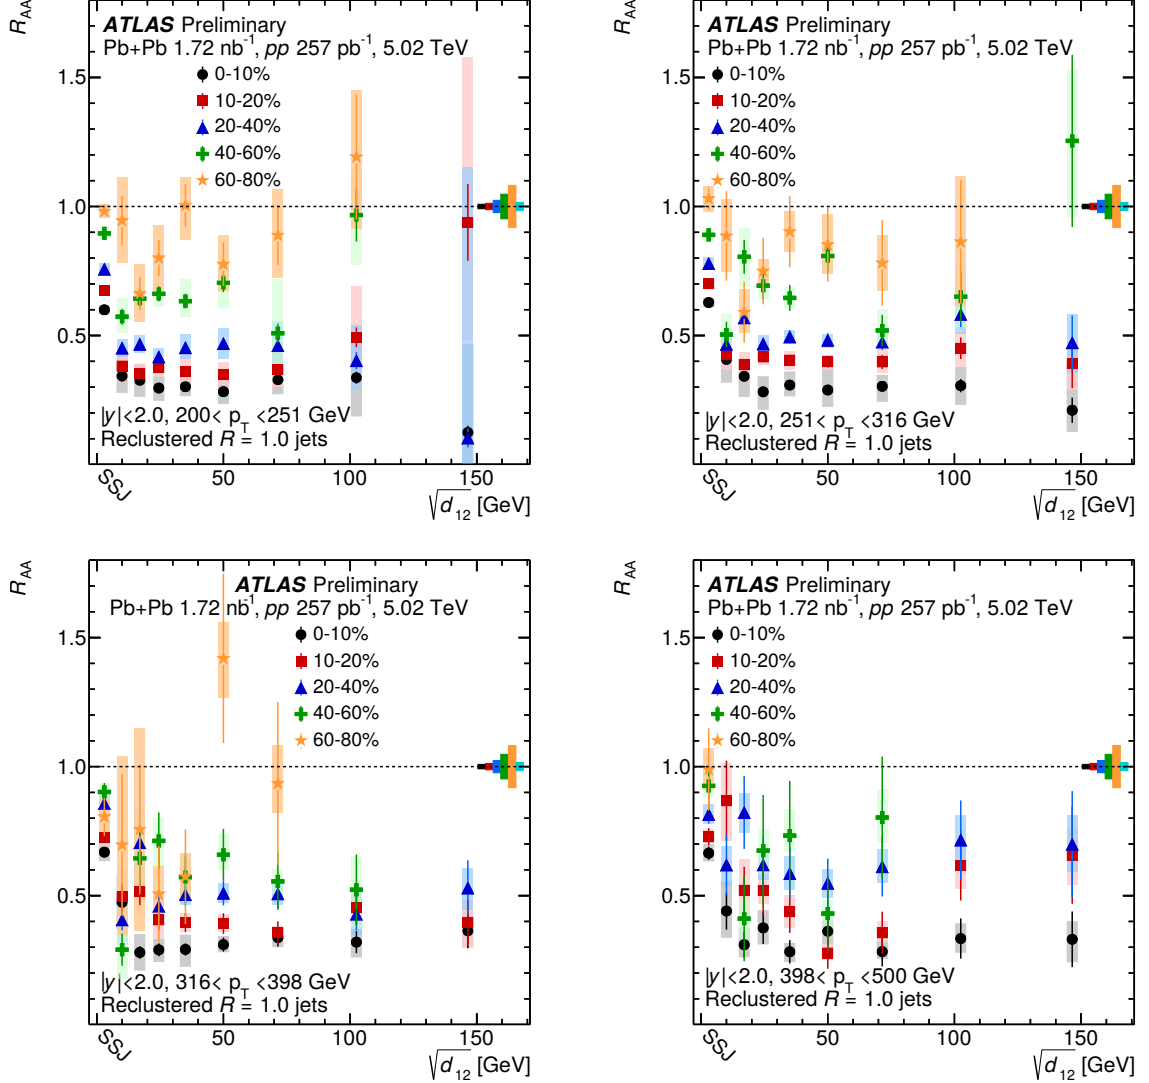 R_AA
ATLAS Preliminary
Pb+Pb 1.72 nb^-1, pp 257 pb^-1, 5.02 TeV
0-10%
10-20%
20-40%
40-60%
60-80%
1.5
1.0
0.5
|y|<2.0, 200< p_T <251 GeV
Reclustered R = 1.0 jets
SSJ 50 100 150
√d_12 [GeV]
R_AA
ATLAS Preliminary
Pb+Pb 1.72 nb^-1, pp 257 pb^-1, 5.02 TeV
0-10%
10-20%
20-40%
40-60%
60-80%
1.5
1.0
0.5
|y|<2.0, 251< p_T <316 GeV
Reclustered R = 1.0 jets
SSJ 50 100 150
√d_12 [GeV]
R_AA
ATLAS Preliminary
Pb+Pb 1.72 nb^-1, pp 257 pb^-1, 5.02 TeV
0-10%
10-20%
20-40%
40-60%
60-80%
1.5
1.0
0.5
|y|<2.0, 316< p_T <398 GeV
Reclustered R = 1.0 jets
SSJ 50 100 150
√d_12 [GeV]
R_AA
ATLAS Preliminary
Pb+Pb 1.72 nb^-1, pp 257 pb^-1, 5.02 TeV
0-10%
10-20%
20-40%
40-60%
60-80%
1.5
1.0
0.5
|y|<2.0, 398< p_T <500 GeV
Reclustered R = 1.0 jets
SSJ 50 100 150
√d_12 [GeV]